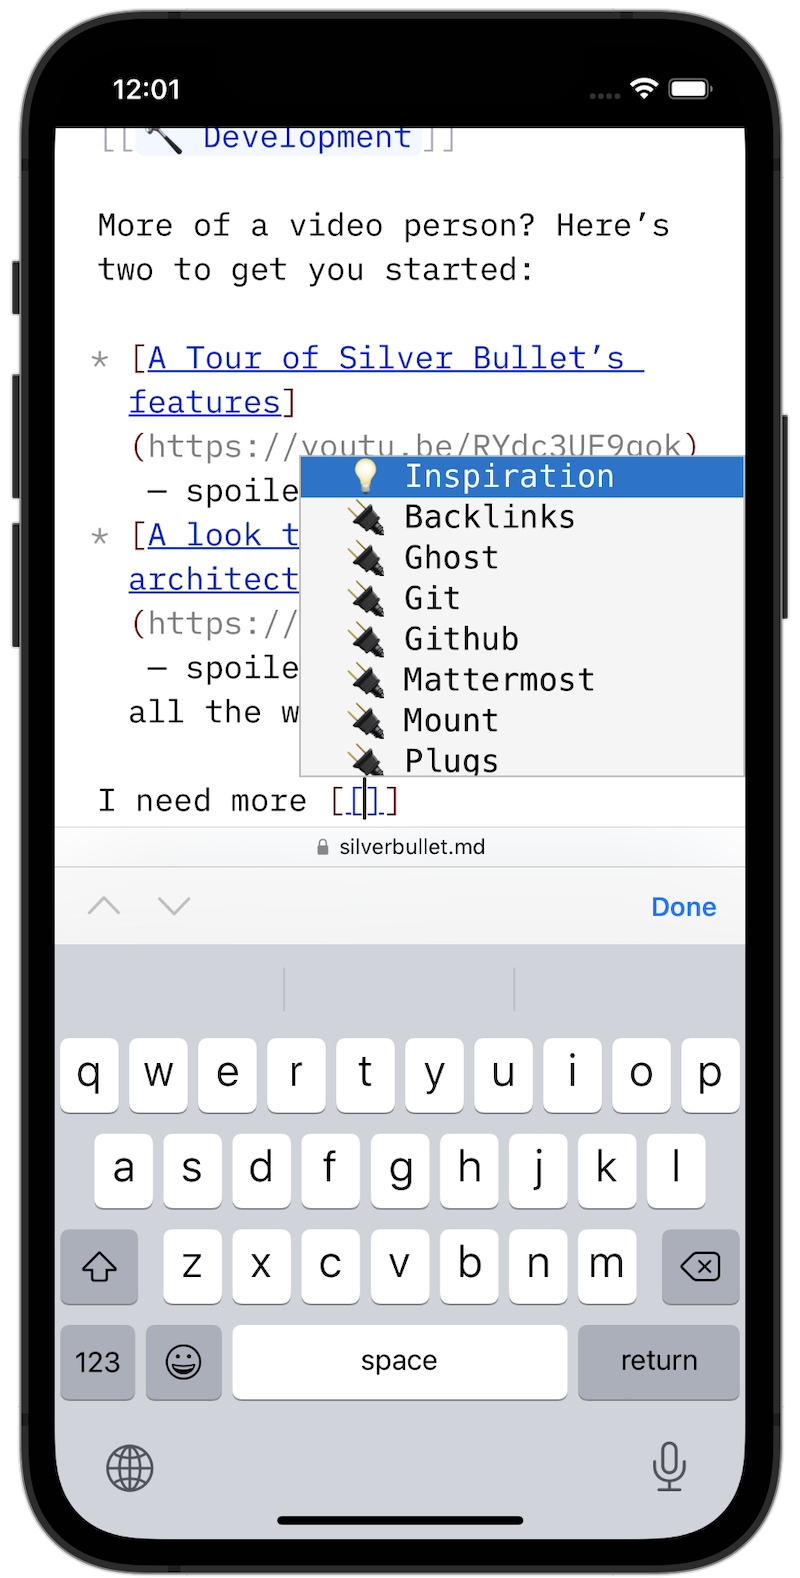 12:01
[[🔨 Development]]
More of a video person? Here’s
two to get you started:
* [A Tour of Silver Bullet’s
features]
(https://youtu.be/RYdc3UF9gok)
— spoile
* [A look t
architect
(https://
— spoile
all the w
💡 Inspiration
🔌 Backlinks
🔌 Ghost
🔌 Git
🔌 Github
🔌 Mattermost
🔌 Mount
🔌 Plugs
I need more [[]]
silverbullet.md
Done
q w e r t y u i o p
a s d f g h j k l
z x c v b n m
123 space return